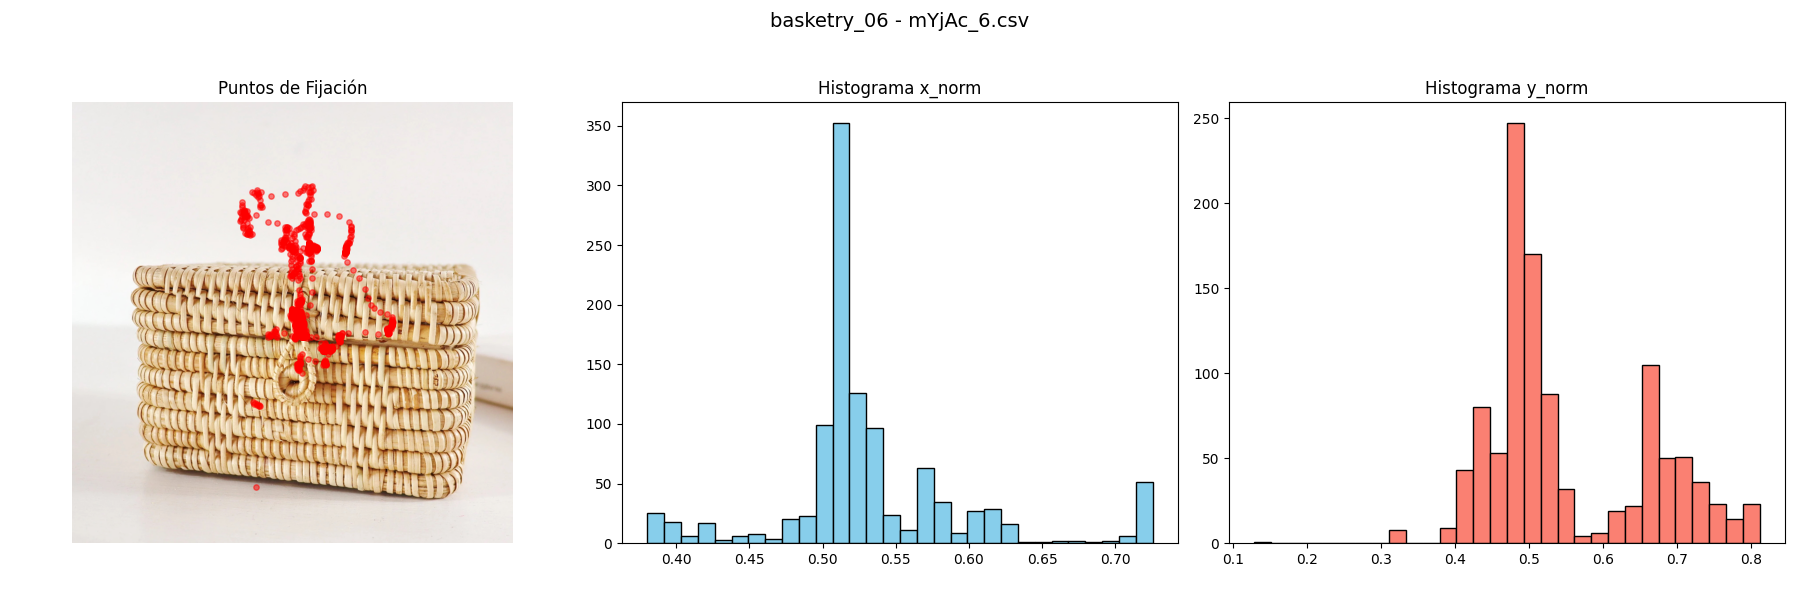 basketry_06 - mYjAc_6.csv
Puntos de Fijación
Histograma x_norm
350
300
250
200
150
100
50
0
0.40 0.45 0.50 0.55 0.60 0.65 0.70
Histograma y_norm
250
200
150
100
50
0
0.1 0.2 0.3 0.4 0.5 0.6 0.7 0.8